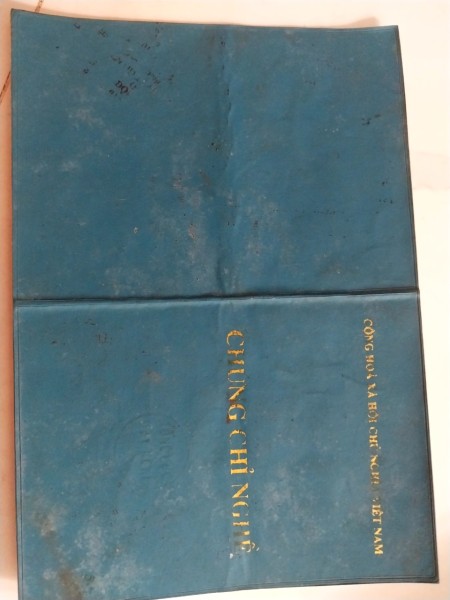 CỘNG HOÀ XÃ HỘI CHỦ NGHĨA VIỆT NAM
CHỨNG CHỈ NGHỀ